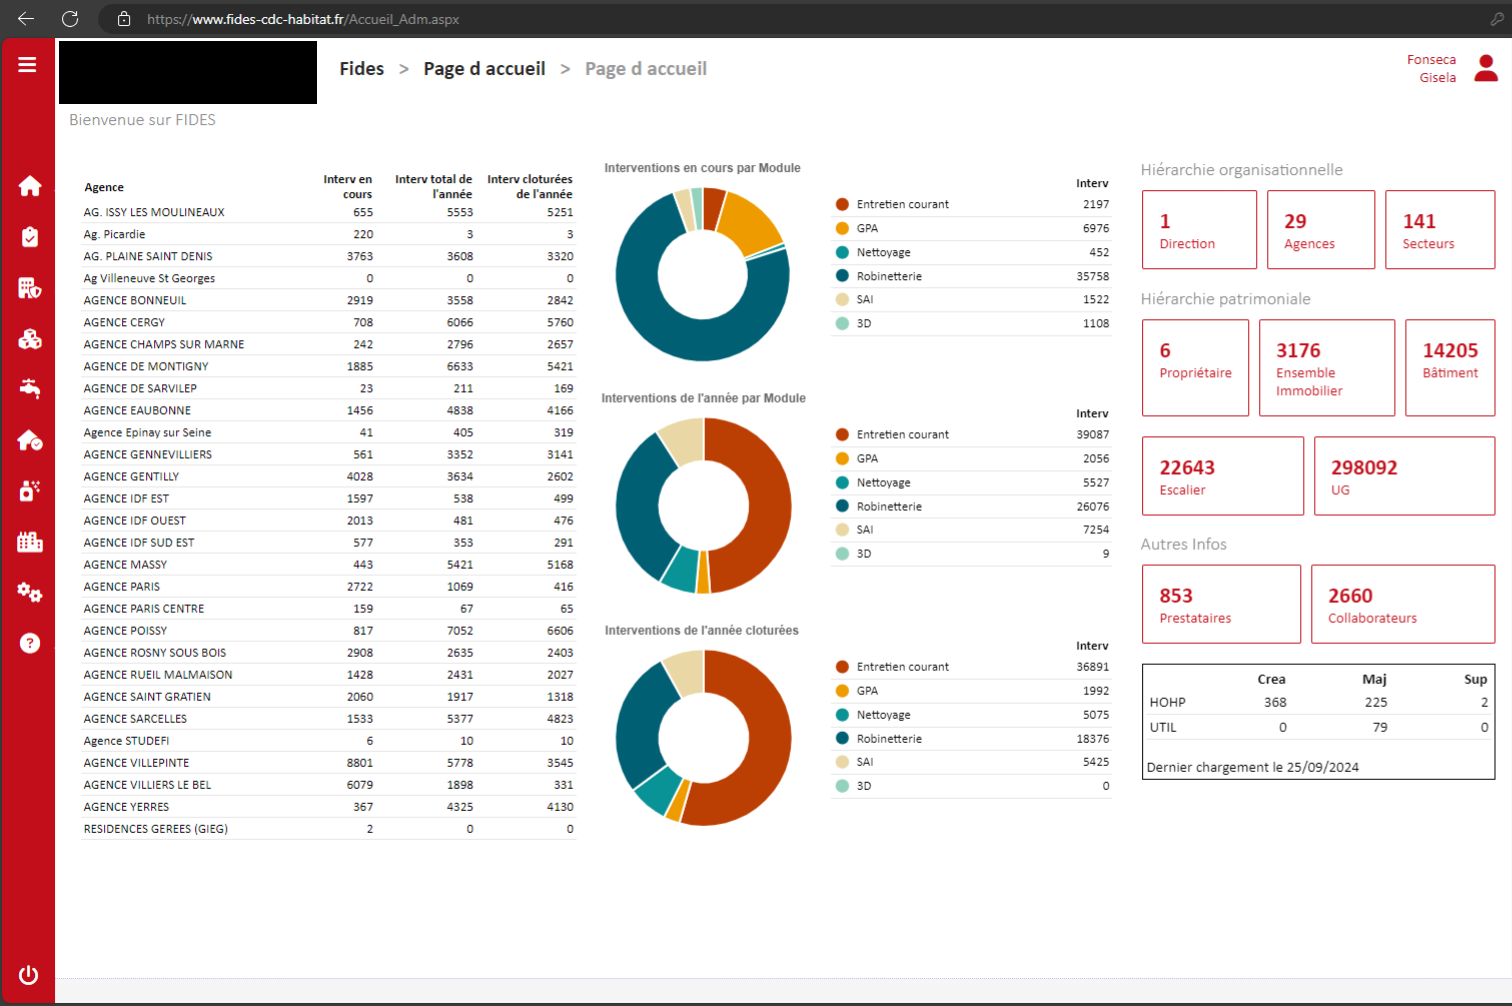 https://www.fides-cdc-habitat.fr/Accueil_Adm.aspx
Fides > Page d accueil > Page d accueil
Fonseca
Gisela
Bienvenue sur FIDES
Agence Interv en cours Interv total de l'année Interv cloturées de l'année
AG. ISSY LES MOULINEAUX 655 5553 5251
Ag. Picardie 220 3 3
AG. PLAINE SAINT DENIS 3763 3608 3320
Ag Villeneuve St Georges 0 0 0
AGENCE BONNEUIL 2919 3558 2842
AGENCE CERGY 708 6066 5760
AGENCE CHAMPS SUR MARNE 242 2796 2657
AGENCE DE MONTIGNY 1885 6633 5421
AGENCE DE SARVILEP 23 211 169
AGENCE EAUBONNE 1456 4838 4166
Agence Epinay sur Seine 41 405 319
AGENCE GENNEVILLIERS 561 3352 3141
AGENCE GENTILLY 4028 3634 2602
AGENCE IDF EST 1597 538 499
AGENCE IDF OUEST 2013 481 476
AGENCE IDF SUD EST 577 353 291
AGENCE MASSY 443 5421 5168
AGENCE PARIS 2722 1069 416
AGENCE PARIS CENTRE 159 67 65
AGENCE POISSY 817 7052 6606
AGENCE ROSNY SOUS BOIS 2908 2635 2403
AGENCE RUEIL MALMAISON 1428 2431 2027
AGENCE SAINT GRATIEN 2060 1917 1318
AGENCE SARCELLES 1533 5377 4823
Agence STUDEFI 6 10 10
AGENCE VILLEPINTE 8801 5778 3545
AGENCE VILLIERS LE BEL 6079 1898 331
AGENCE YERRES 367 4325 4130
RESIDENCES GEREES (GIEG) 2 0 0
Interventions en cours par Module
Interv
Entretien courant 2197
GPA 6976
Nettoyage 452
Robinetterie 35758
SAI 1522
3D 1108
Interventions de l'année par Module
Interv
Entretien courant 39087
GPA 2056
Nettoyage 5527
Robinetterie 26076
SAI 7254
3D 9
Interventions de l'année cloturées
Interv
Entretien courant 36891
GPA 1992
Nettoyage 5075
Robinetterie 18376
SAI 5425
3D 0
Hiérarchie organisationnelle
1 Direction
29 Agences
141 Secteurs
Hiérarchie patrimoniale
6 Propriétaire
3176 Ensemble Immobilier
14205 Bâtiment
22643 Escalier
298092 UG
Autres Infos
853 Prestataires
2660 Collaborateurs
Crea Maj Sup
HOHP 368 225 2
UTIL 0 79 0
Dernier chargement le 25/09/2024